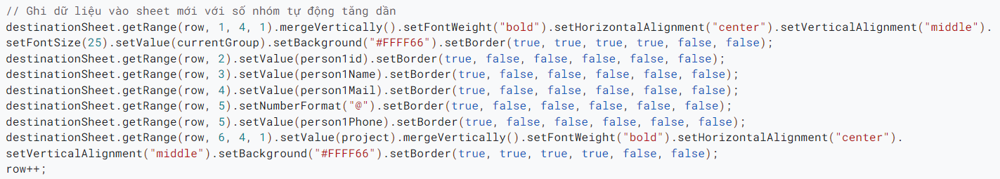 // Ghi dữ liệu vào sheet mới với số nhóm tự động tăng dần
destinationSheet.getRange(row, 1, 4, 1).mergeVertically().setFontWeight("bold").setHorizontalAlignment("center").setVerticalAlignment("middle").
setFontSize(25).setValue(currentGroup).setBackground("#FFFF66").setBorder(true, true, true, true, false, false);
destinationSheet.getRange(row, 2).setValue(person1id).setBorder(true, false, false, false, false, false);
destinationSheet.getRange(row, 3).setValue(person1Name).setBorder(true, false, false, false, false, false);
destinationSheet.getRange(row, 4).setValue(person1Mail).setBorder(true, false, false, false, false, false);
destinationSheet.getRange(row, 5).setNumberFormat("@").setBorder(true, false, false, false, false, false);
destinationSheet.getRange(row, 5).setValue(person1Phone).setBorder(true, false, false, false, false, false);
destinationSheet.getRange(row, 6, 4, 1).setValue(project).mergeVertically().setFontWeight("bold").setHorizontalAlignment("center").
setVerticalAlignment("middle").setBackground("#FFFF66").setBorder(true, true, true, true, false, false);
row++;